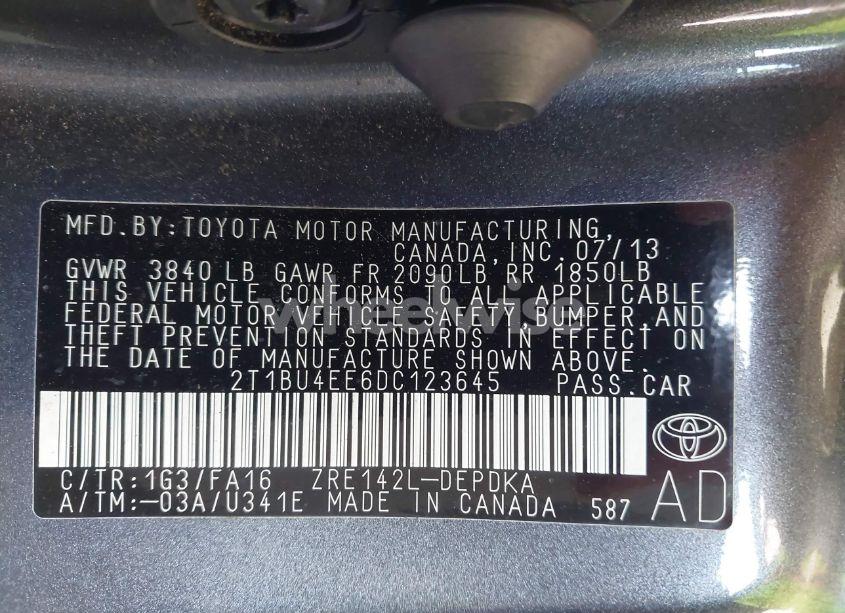 MFD.BY:TOYOTA MOTOR MANUFACTURING,
CANADA,INC. 07/13
GVWR 3840 LB GAWR FR 2090LB RR 1850LB
THIS VEHICLE CONFORMS TO ALL APPLICABLE
FEDERAL MOTOR VEHICLE SAFETY,BUMPER,AND
THEFT PREVENTION STANDARDS IN EFFECT ON
THE DATE OF MANUFACTURE SHOWN ABOVE.
2T1BU4EE6DC123645 PASS.CAR
C/TR:1G3/FA16 ZRE142L-DEPDKA
A/TM:-03A/U341E MADE IN CANADA 587 AD
wheelwise